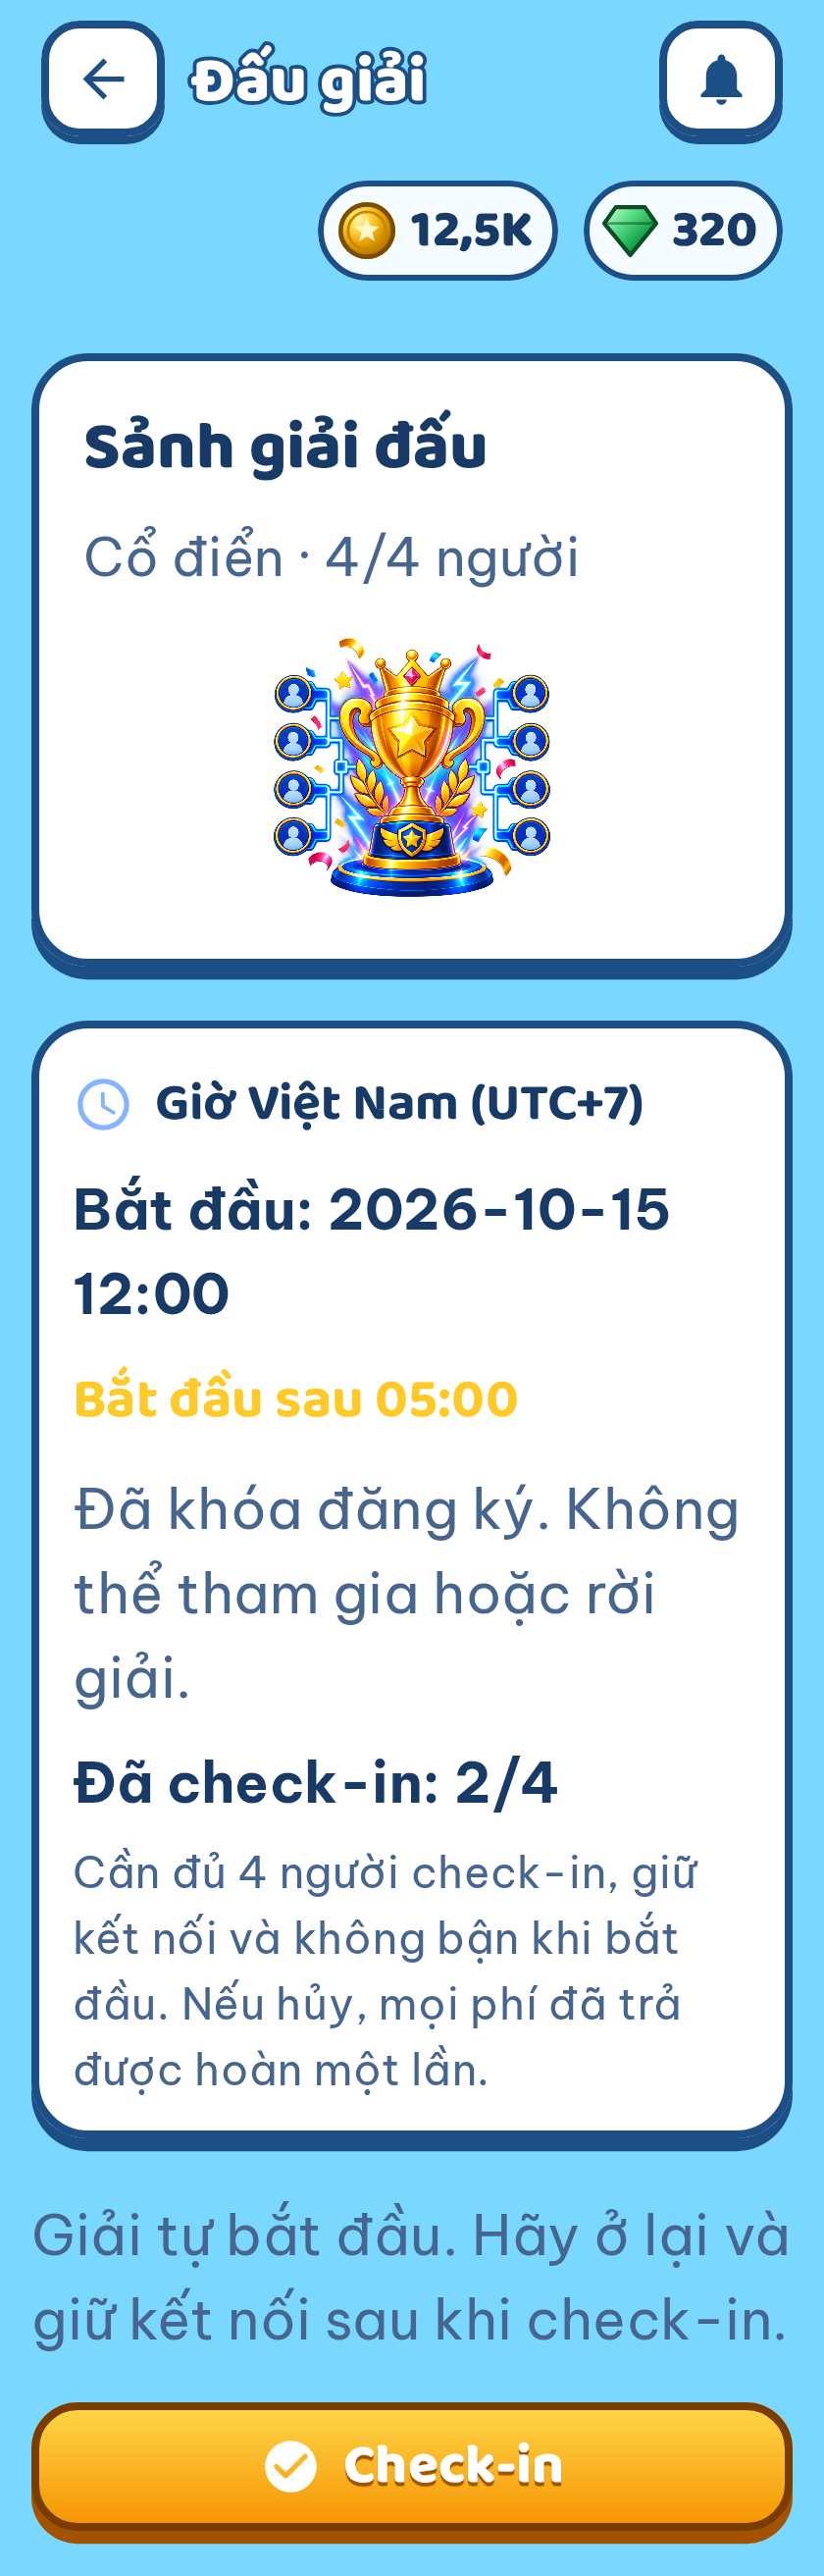 Đấu giải
12,5K
320
Sảnh giải đấu
Cổ điển · 4/4 người
Giờ Việt Nam (UTC+7)
Bắt đầu: 2026-10-15
12:00
Bắt đầu sau 05:00
Đã khóa đăng ký. Không
thể tham gia hoặc rời
giải.
Đã check-in: 2/4
Cần đủ 4 người check-in, giữ
kết nối và không bận khi bắt
đầu. Nếu hủy, mọi phí đã trả
được hoàn một lần.
Giải tự bắt đầu. Hãy ở lại và
giữ kết nối sau khi check-in.
Check-in